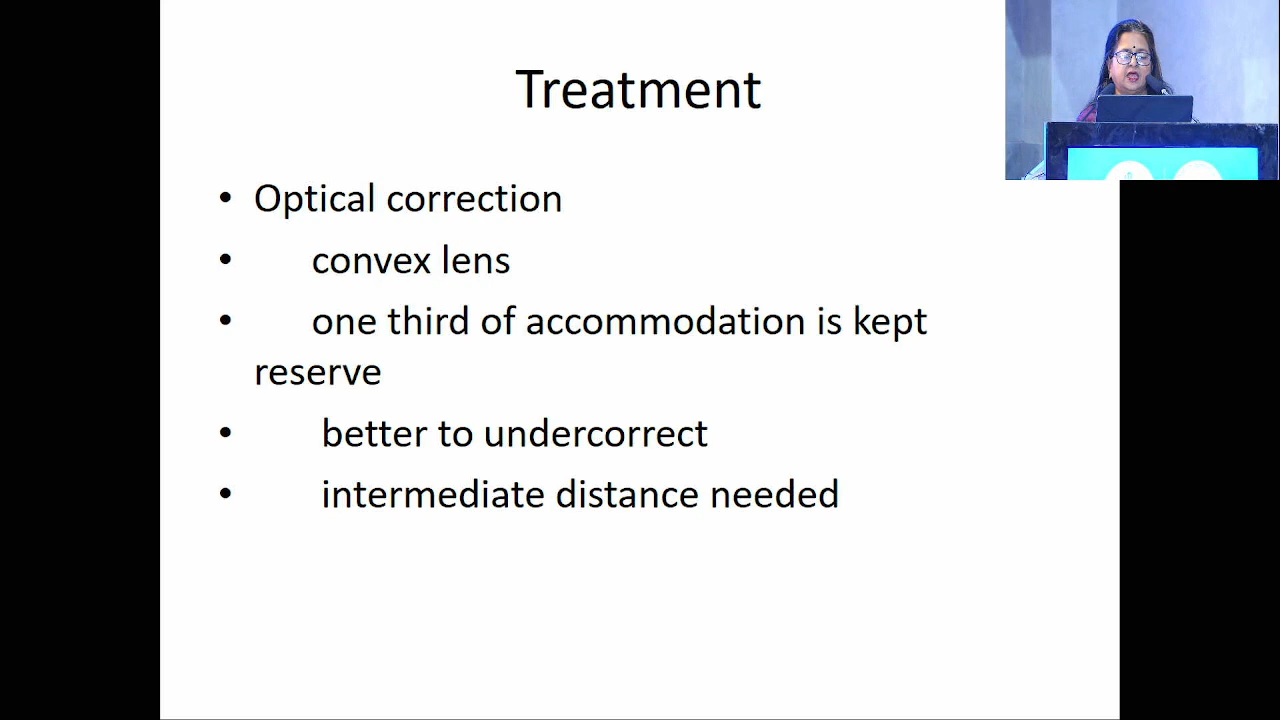 Treatment
• Optical correction
• convex lens
• one third of accommodation is kept
reserve
• better to undercorrect
• intermediate distance needed